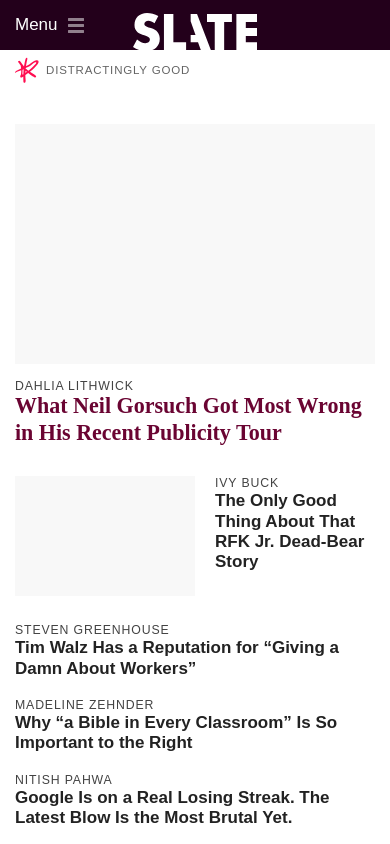 Menu
SLATE
DISTRACTINGLY GOOD
DAHLIA LITHWICK
What Neil Gorsuch Got Most Wrong
in His Recent Publicity Tour
IVY BUCK
The Only Good
Thing About That
RFK Jr. Dead-Bear
Story
STEVEN GREENHOUSE
Tim Walz Has a Reputation for “Giving a
Damn About Workers”
MADELINE ZEHNDER
Why “a Bible in Every Classroom” Is So
Important to the Right
NITISH PAHWA
Google Is on a Real Losing Streak. The
Latest Blow Is the Most Brutal Yet.